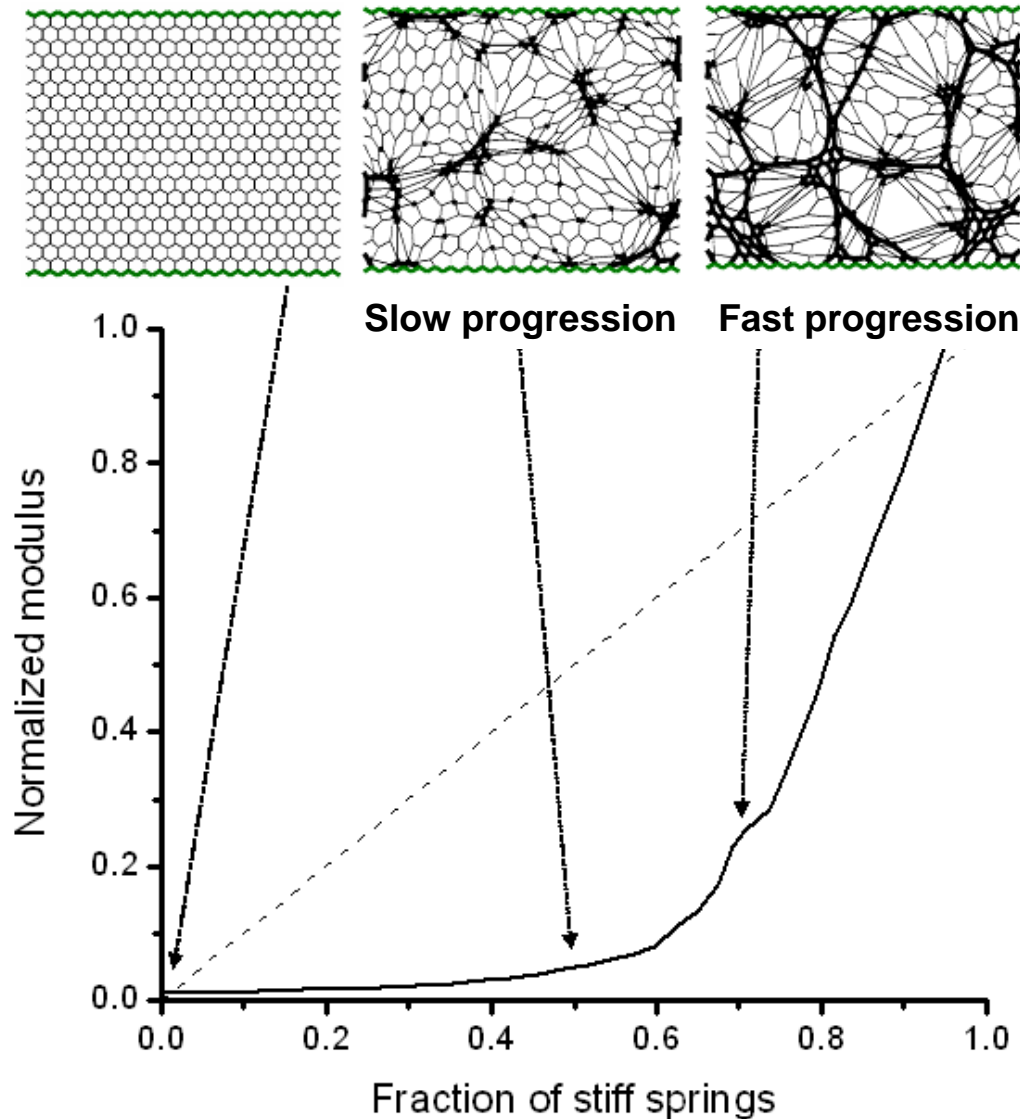 Slow progression
Fast progression
1.0
0.8
0.6
0.4
0.2
0.0
Normalized modulus
0.0 0.2 0.4 0.6 0.8 1.0
Fraction of stiff springs